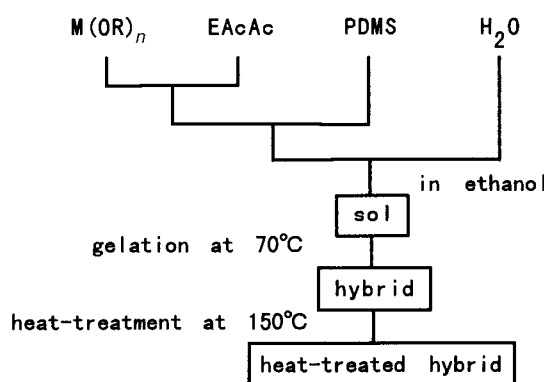 M(OR)n EAcAc PDMS H2O
in ethanol
sol
gelation at 70℃
hybrid
heat-treatment at 150℃
heat-treated hybrid